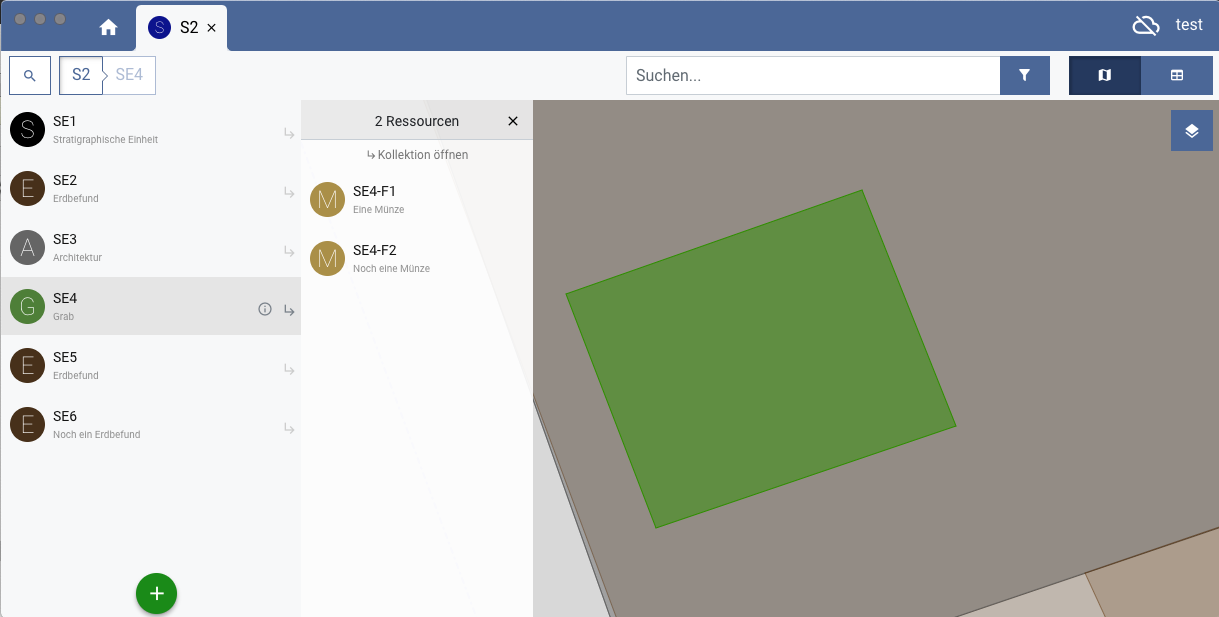 S S2 ×
test
S2 SE4
Suchen...
S SE1
Stratigraphische Einheit
E SE2
Erdbefund
A SE3
Architektur
G SE4
Grab
E SE5
Erdbefund
E SE6
Noch ein Erdbefund
2 Ressourcen ×
Kollektion öffnen
M SE4-F1
Eine Münze
M SE4-F2
Noch eine Münze